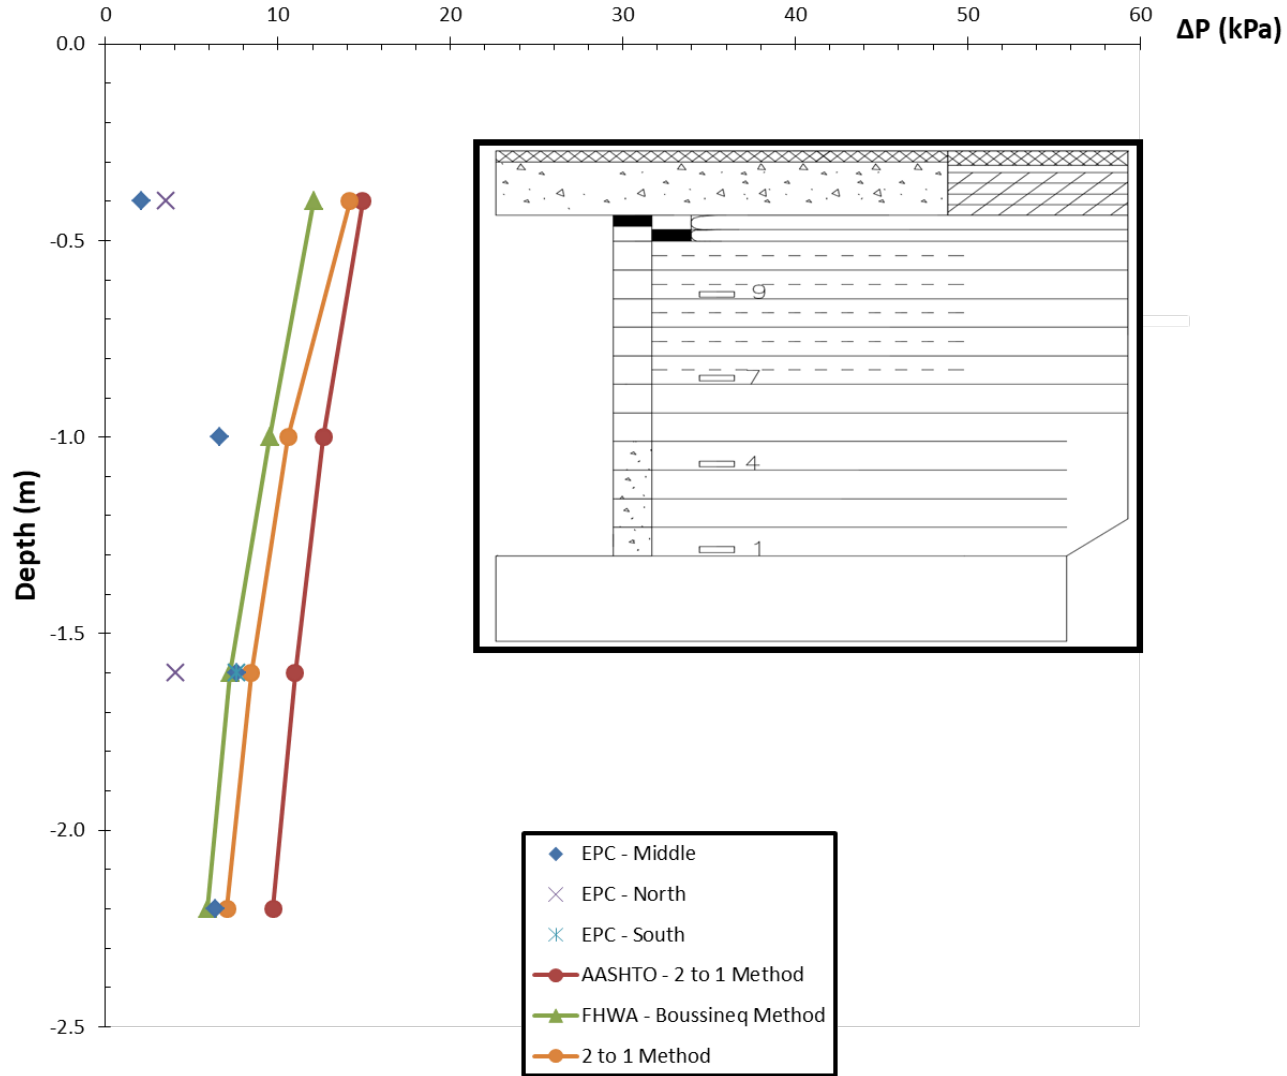 0 10 20 30 40 50 60
ΔP (kPa)
0.0
-0.5
-1.0
-1.5
-2.0
-2.5
Depth (m)
9
7
4
1
EPC - Middle
EPC - North
EPC - South
AASHTO - 2 to 1 Method
FHWA - Boussineq Method
2 to 1 Method